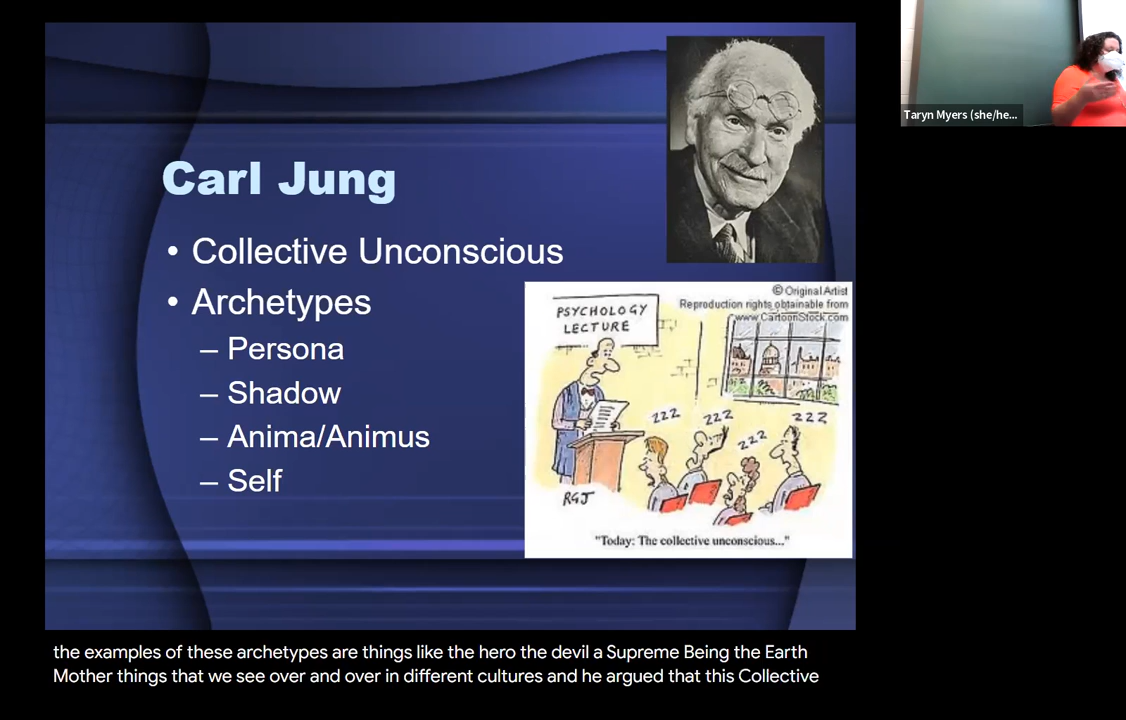 Carl Jung
• Collective Unconscious
• Archetypes
– Persona
– Shadow
– Anima/Animus
– Self
© Original Artist
Reproduction rights obtainable from
www.CartoonStock.com
PSYCHOLOGY
LECTURE
zzz
zzz
zzz
zzz
RGJ
"Today: The collective unconscious..."
Taryn Myers (she/he...
the examples of these archetypes are things like the hero the devil a Supreme Being the Earth
Mother things that we see over and over in different cultures and he argued that this Collective